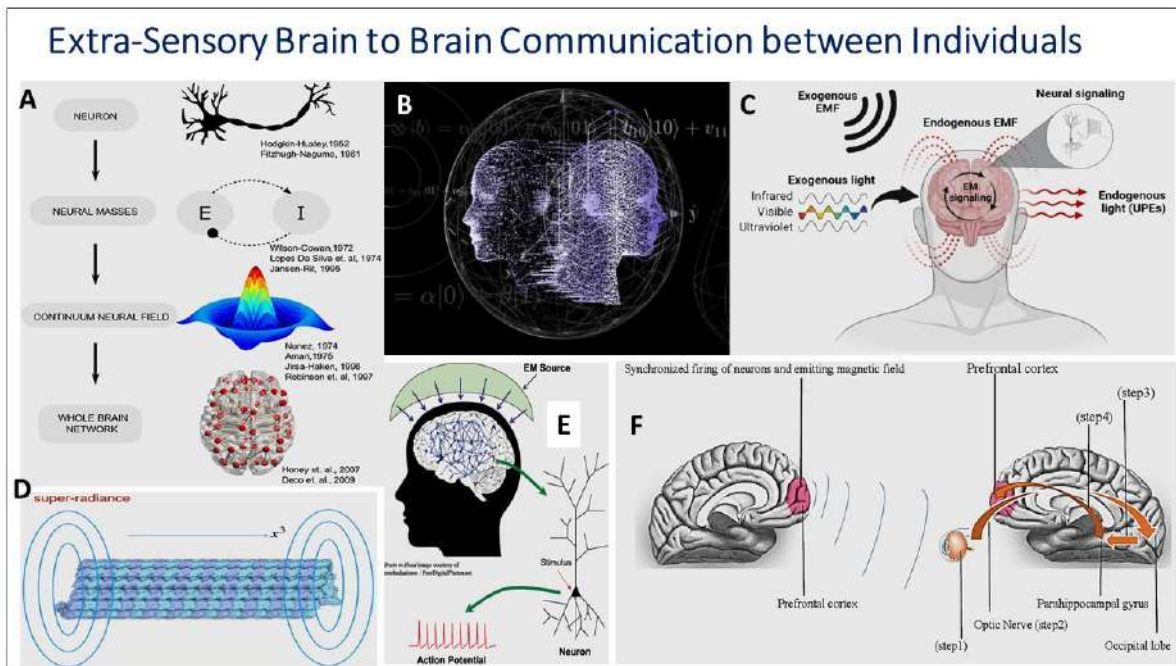 Extra-Sensory Brain to Brain Communication between Individuals
A
NEURON
Hodgkin-Huxley,1952
Fitzhugh-Nagumo, 1961
NEURAL MASSES
E
I
Wilson-Cowan,1972
Lopes Da Silva et. al, 1974
Jansen-Rit, 1995
CONTINUUM NEURAL FIELD
Nunez, 1974
Amari,1975
Jirsa-Haken, 1996
Robinson et. al, 1997
WHOLE BRAIN
NETWORK
Honey et. al., 2007
Deco et. al., 2009
B
C
Exogenous
EMF
Neural signaling
Endogenous EMF
Exogenous light
Infrared
Visible
Ultraviolet
EM
signaling
Endogenous
light (UPEs)
D
super-radiance
x³
EM Source
E
Stimulus
Action Potential
Neuron
F
Synchronized firing of neurons and emitting magnetic field
Prefrontal cortex
(step3)
(step4)
Prefrontal cortex
Parahippocampal gyrus
Optic Nerve (step2)
(step1)
Occipital lobe